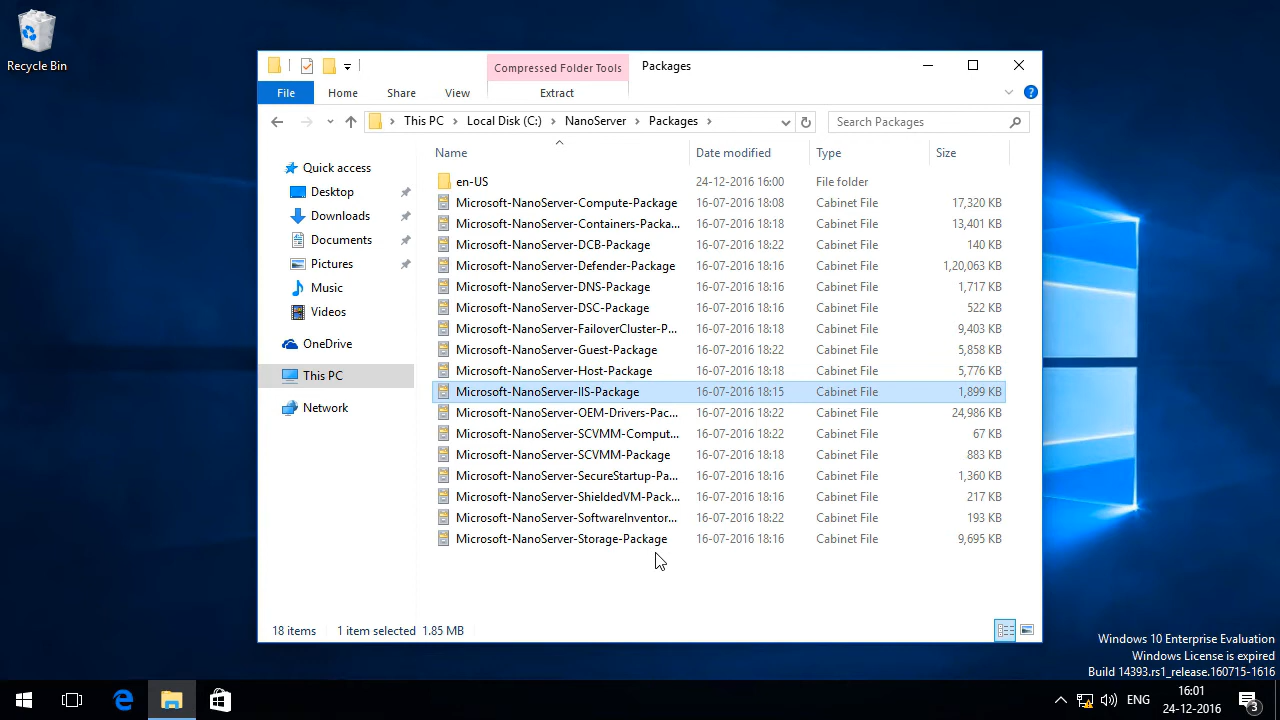 Recycle Bin
Compressed Folder Tools
Packages
File
Home
Share
View
Extract
This PC
Local Disk (C:)
NanoServer
Packages
Search Packages
Name
Date modified
Type
Size
Quick access
Desktop
Downloads
Documents
Pictures
Music
Videos
OneDrive
This PC
Network
en-US 24-12-2016 16:00 File folder
Microsoft-NanoServer-Compute-Package 16-07-2016 18:08 Cabinet File 17,320 KB
Microsoft-NanoServer-Containers-Packa... 16-07-2016 18:18 Cabinet File 13,401 KB
Microsoft-NanoServer-DCB-Package 16-07-2016 18:22 Cabinet File 140 KB
Microsoft-NanoServer-Defender-Package 16-07-2016 18:16 Cabinet File 1,20,063 KB
Microsoft-NanoServer-DNS-Package 16-07-2016 18:16 Cabinet File 1,717 KB
Microsoft-NanoServer-DSC-Package 16-07-2016 18:16 Cabinet File 522 KB
Microsoft-NanoServer-FailoverCluster-P... 16-07-2016 18:18 Cabinet File 9,403 KB
Microsoft-NanoServer-Guest-Package 16-07-2016 18:22 Cabinet File 5,858 KB
Microsoft-NanoServer-Host-Package 16-07-2016 18:18 Cabinet File 5,776 KB
Microsoft-NanoServer-IIS-Package 16-07-2016 18:15 Cabinet File 1,899 KB
Microsoft-NanoServer-OEM-Drivers-Pac... 16-07-2016 18:22 Cabinet File 24,986 KB
Microsoft-NanoServer-SCVMM-Comput... 16-07-2016 18:22 Cabinet File 67 KB
Microsoft-NanoServer-SCVMM-Package 16-07-2016 18:18 Cabinet File 883 KB
Microsoft-NanoServer-SecureStartup-Pa... 16-07-2016 18:16 Cabinet File 1,360 KB
Microsoft-NanoServer-ShieldedVM-Pack... 16-07-2016 18:16 Cabinet File 217 KB
Microsoft-NanoServer-SoftwareInventor... 16-07-2016 18:22 Cabinet File 193 KB
Microsoft-NanoServer-Storage-Package 16-07-2016 18:16 Cabinet File 9,695 KB
18 items 1 item selected 1.85 MB
Windows 10 Enterprise Evaluation
Windows License is expired
Build 14393.rs1_release.160715-1616
ENG
16:01
24-12-2016
3